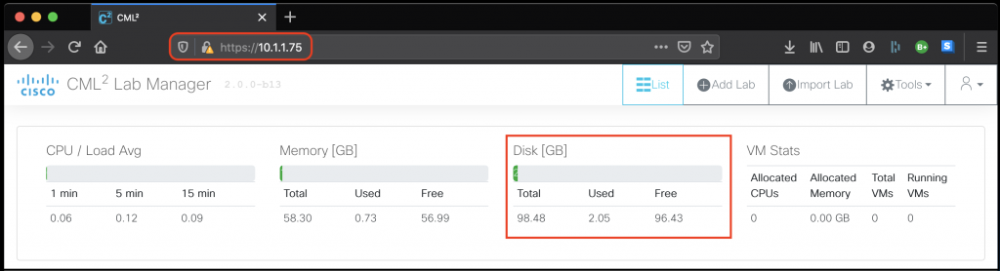 CML²
https://10.1.1.75
B+
S
CISCO
CML² Lab Manager 2.0.0-b13
List
Add Lab
Import Lab
Tools
CPU / Load Avg
1 min 5 min 15 min
0.06 0.12 0.09
Memory [GB]
Total Used Free
58.30 0.73 56.99
Disk [GB]
Total Used Free
98.48 2.05 96.43
VM Stats
Allocated CPUs
Allocated Memory
Total VMs
Running VMs
0 0.00 GB 0 0